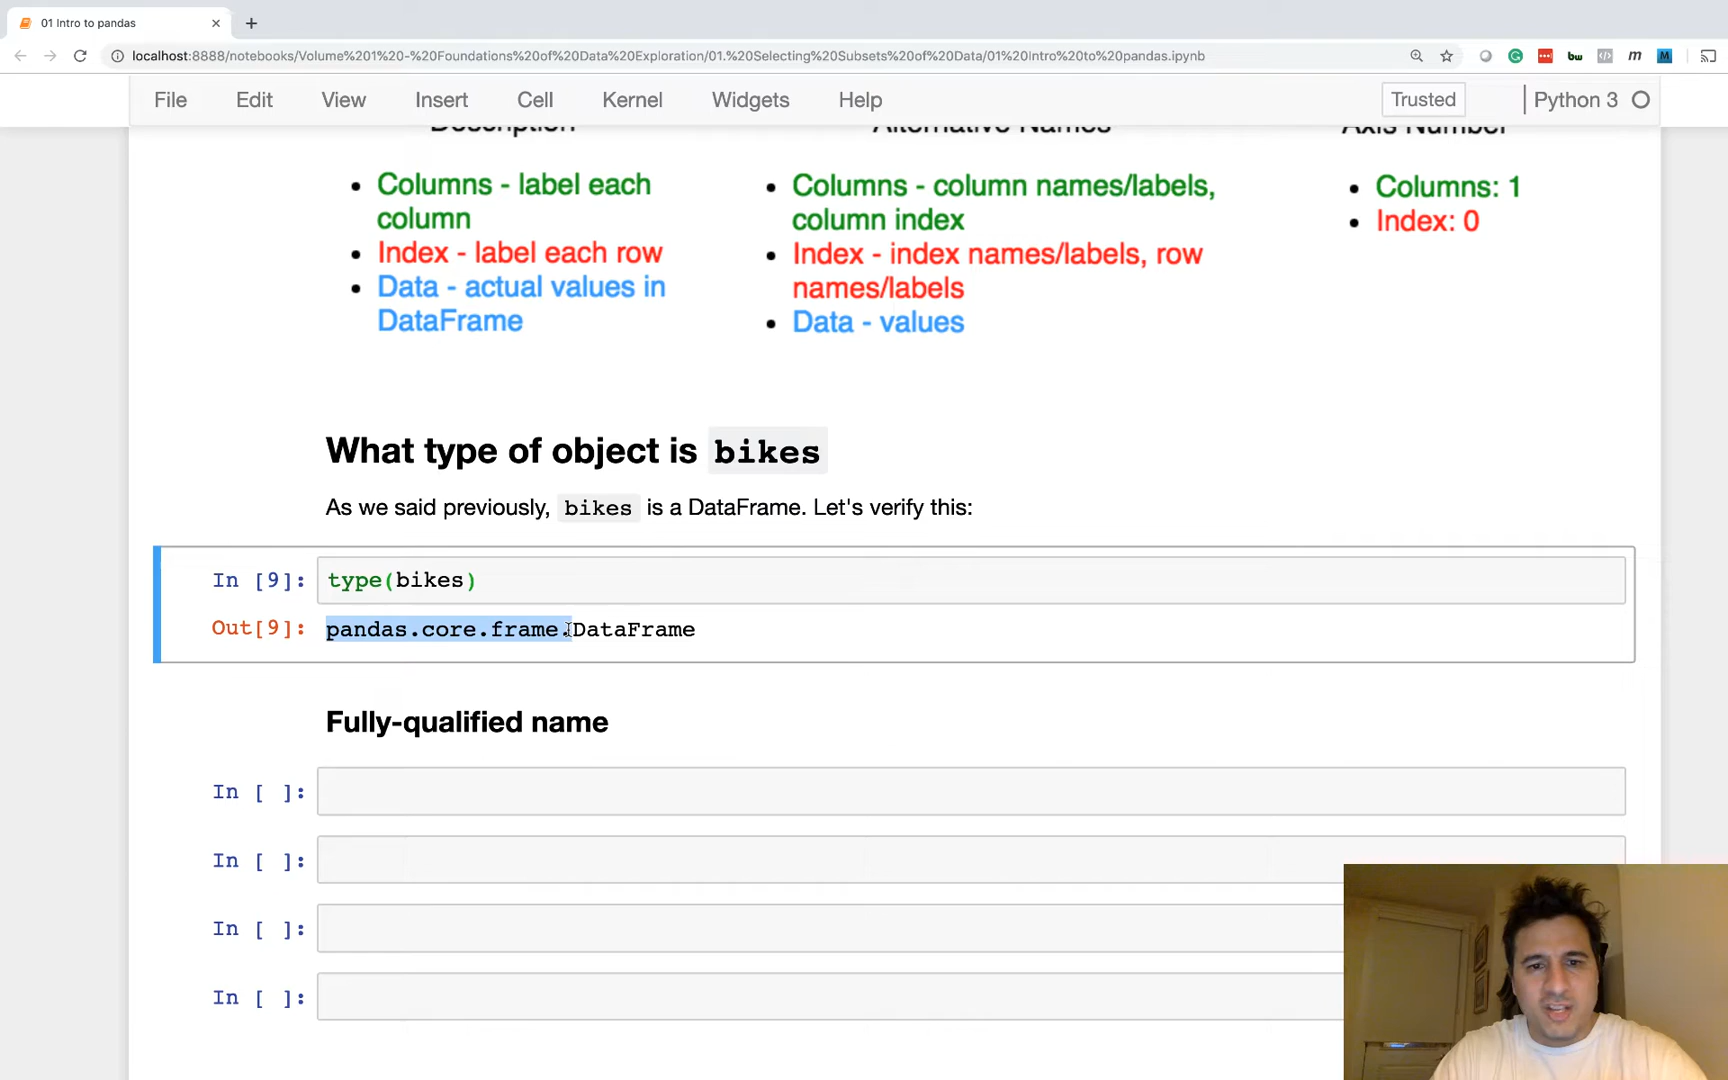 01 Intro to pandas
localhost:8888/notebooks/Volume%201%20-%20Foundations%20of%20Data%20Exploration/01.%20Selecting%20Subsets%20of%20Data/01%20Intro%20to%20pandas.ipynb
File Edit View Insert Cell Kernel Widgets Help Trusted Python 3
Description Alternative Names Axis Number
Columns - label each column
Index - label each row
Data - actual values in DataFrame
Columns - column names/labels, column index
Index - index names/labels, row names/labels
Data - values
Columns: 1
Index: 0
What type of object is bikes
As we said previously, bikes is a DataFrame. Let's verify this:
In [9]: type(bikes)
Out[9]: pandas.core.frame.DataFrame
Fully-qualified name
In [ ]:
In [ ]:
In [ ]:
In [ ]: